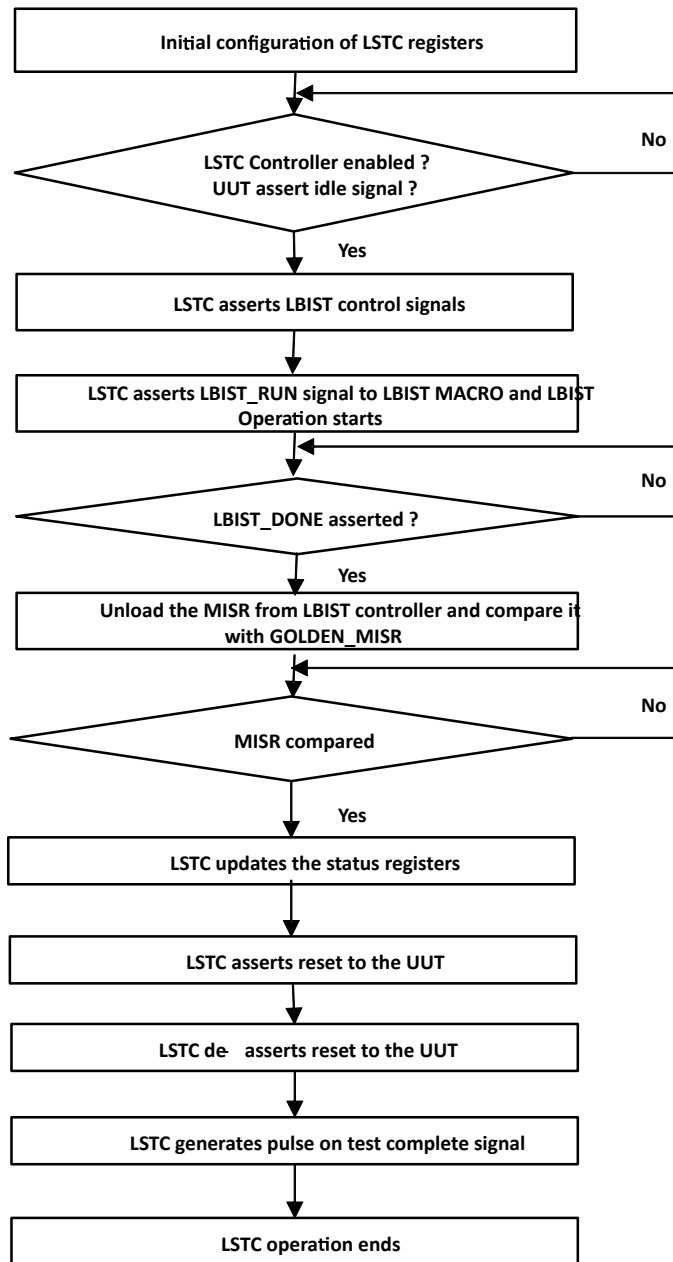 Initial configuration of LSTC registers
No
LSTC Controller enabled ?
UUT assert idle signal ?
Yes
LSTC asserts LBIST control signals
LSTC asserts LBIST_RUN signal to LBIST MACRO and LBIST
Operation starts
No
LBIST_DONE asserted ?
Yes
Unload the MISR from LBIST controller and compare it
with GOLDEN_MISR
No
MISR compared
Yes
LSTC updates the status registers
LSTC asserts reset to the UUT
LSTC de- asserts reset to the UUT
LSTC generates pulse on test complete signal
LSTC operation ends